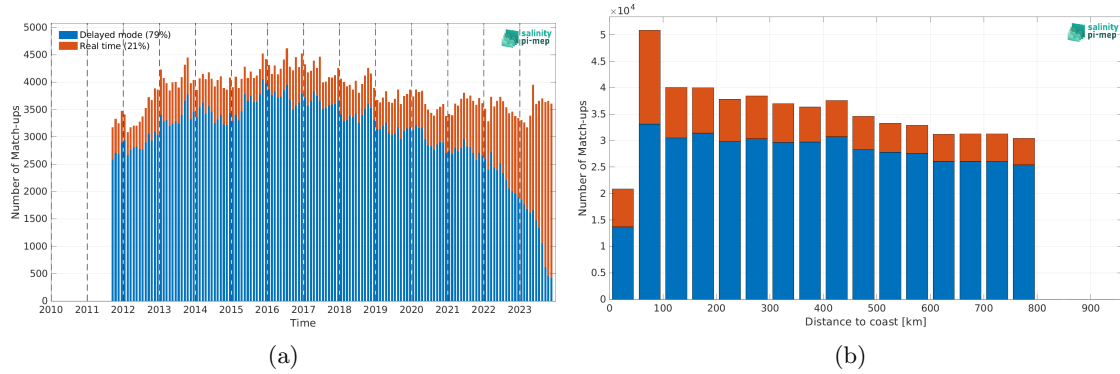 Delayed mode (79%)
Real time (21%)
salinity
pi-mep
Number of Match-ups
5000
4500
4000
3500
3000
2500
2000
1500
1000
500
0
2010 2011 2012 2013 2014 2015 2016 2017 2018 2019 2020 2021 2022 2023
Time
(a)
×10⁴
salinity
pi-mep
Number of Match-ups
5
4.5
4
3.5
3
2.5
2
1.5
1
0.5
0
0 100 200 300 400 500 600 700 800 900
Distance to coast [km]
(b)